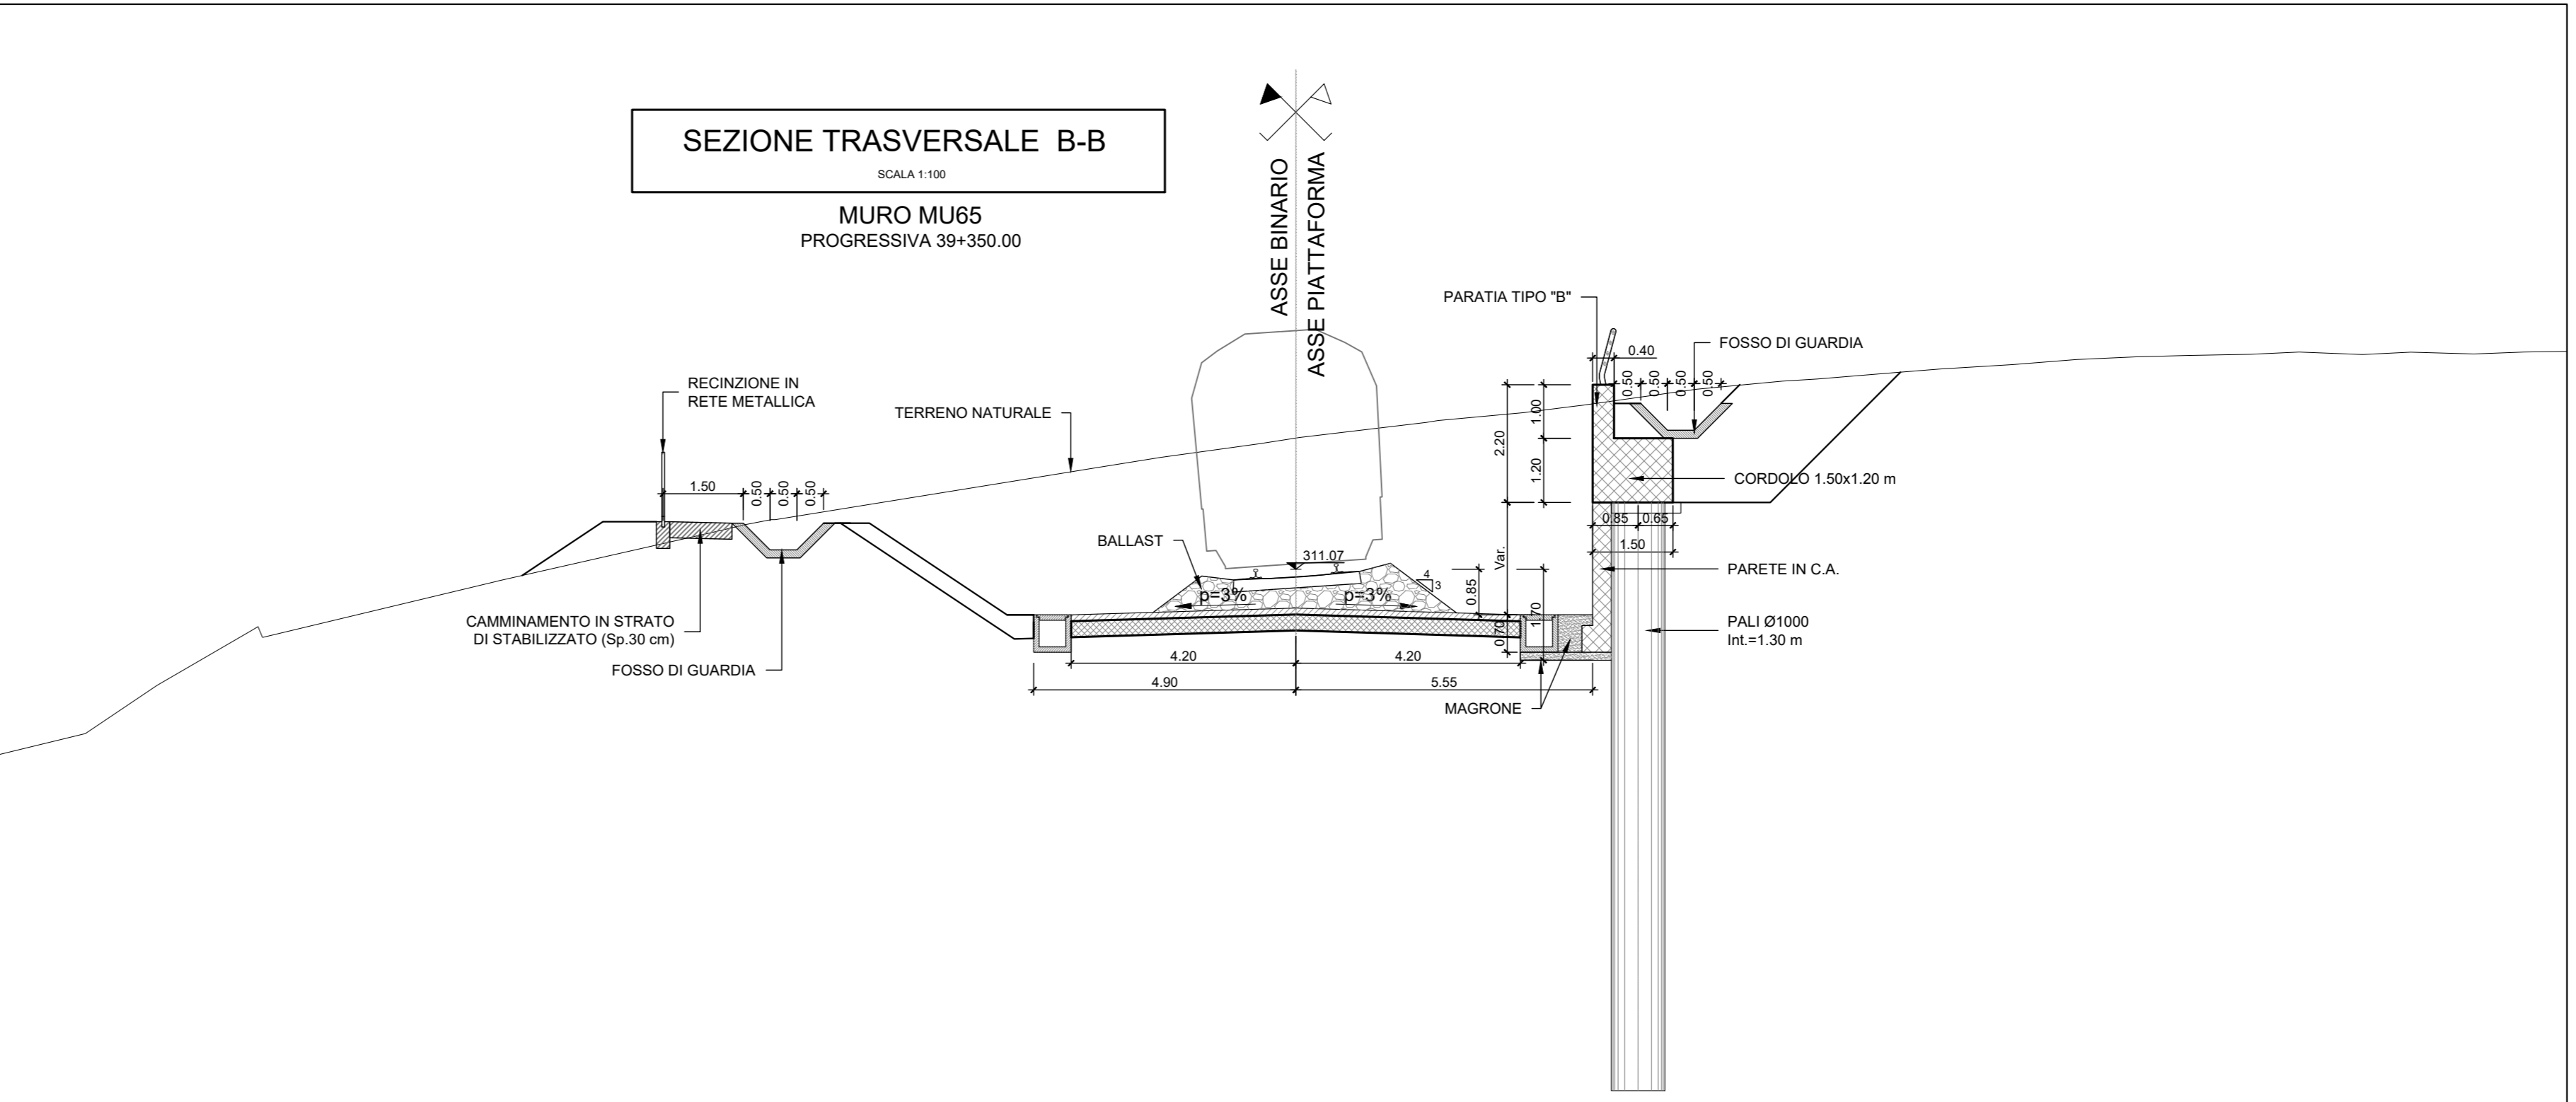 SEZIONE TRASVERSALE B-B
SCALA 1:100
MURO MU65
PROGRESSIVA 39+350.00
ASSE BINARIO
ASSE PIATTAFORMA
PARATIA TIPO "B"
0.40
FOSSO DI GUARDIA
0.50
0.50
0.50
0.50
RECINZIONE IN
RETE METALLICA
TERRENO NATURALE
1.00
2.20
1.20
CORDOLO 1.50x1.20 m
1.50
0.50
0.50
0.50
0.85
0.65
1.50
BALLAST
311.07
Var.
PARETE IN C.A.
4
3
0.85
p=3%
p=3%
1.70
0.70
CAMMINAMENTO IN STRATO
DI STABILIZZATO (Sp.30 cm)
PALI Ø1000
Int.=1.30 m
FOSSO DI GUARDIA
4.20
4.20
4.90
5.55
MAGRONE